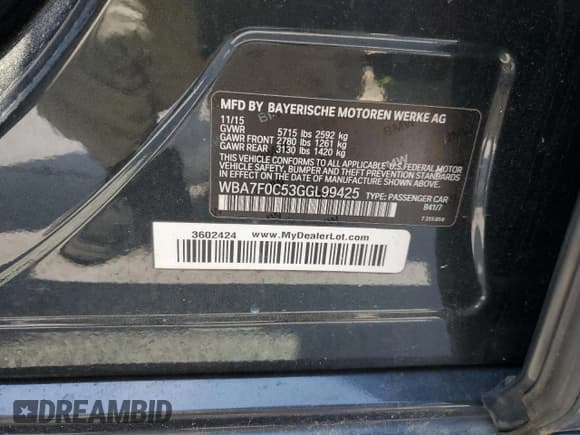 MFD BY BAYERISCHE MOTOREN WERKE AG
11/15
GVWR 5715 lbs 2592 kg
GAWR FRONT 2780 lbs 1261 kg
GAWR REAR 3130 lbs 1420 kg
THIS CONFORMS TO ALL APPLICABLE U.S. FEDERAL MOTOR
VEHICLE SAFETY, BUMPER, AND THEFT PREVENTION STANDARDS
IN EFFECT ON THE DATE OF MANUFACTURE SHOWN ABOVE.
WBA7F0C53GGL99425 TYPE: PASSENGER CAR
B41/7
3602424 www.MyDealerLot.com
DREAMBID